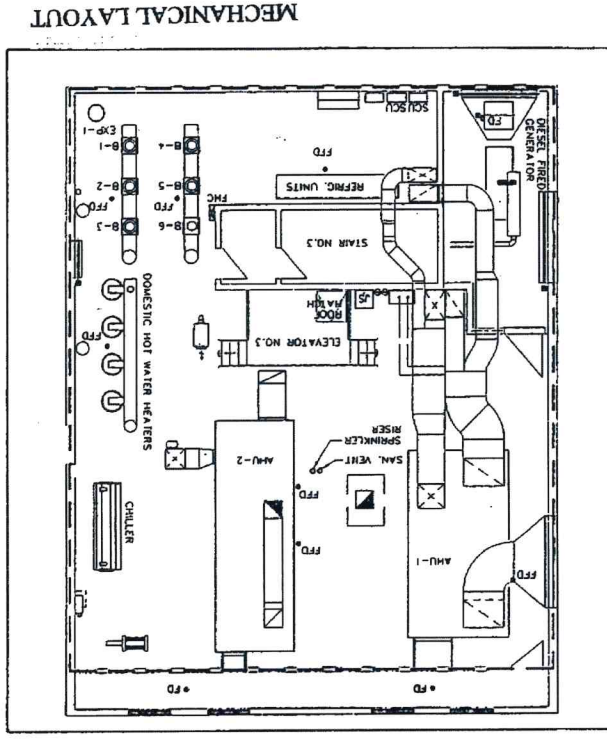 FD
FD
FFD
AHU-1
FFD
FFD
AHU-2
CHILLER
SAN. VENT
SPRINKLER
RISER
ELEVATOR NO.3
FFD
DOMESTIC HOT WATER HEATERS
ROOF
HATCH
JS
STAIR NO.3
FHC
B-6
B-3
REFRIG. UNITS
FFD
FFD
B-5
B-2
FFD
DIESEL FIRED
GENERATOR
B-4
B-1
EXP-1
FD
SCU SCU
MECHANICAL LAYOUT